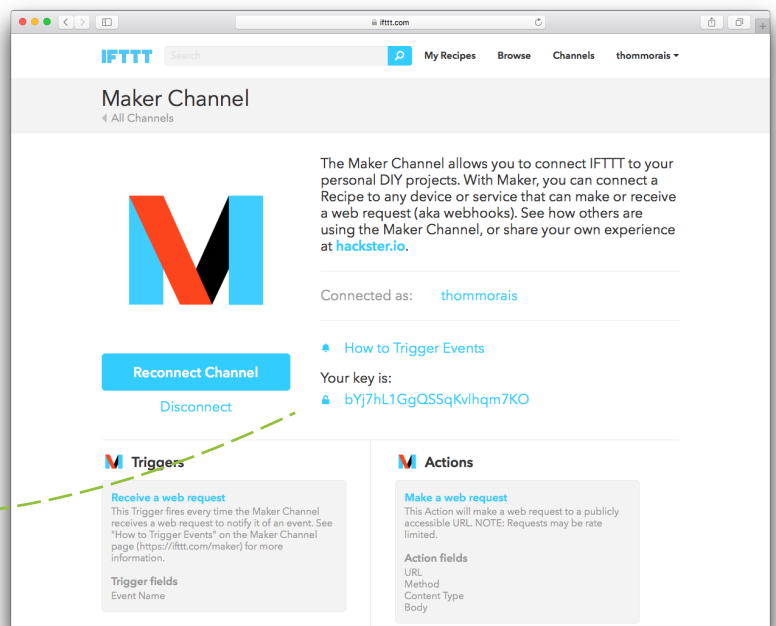 ifttt.com
IFTTT
Search
My Recipes
Browse
Channels
thommorais
Maker Channel
All Channels
The Maker Channel allows you to connect IFTTT to your
personal DIY projects. With Maker, you can connect a
Recipe to any device or service that can make or receive
a web request (aka webhooks). See how others are
using the Maker Channel, or share your own experience
at hackster.io.
Connected as: thommorais
Reconnect Channel
Disconnect
How to Trigger Events
Your key is:
bYj7hL1GgQSSqKvlhqm7KO
Triggers
Receive a web request
This Trigger fires every time the Maker Channel
receives a web request to notify it of an event. See
"How to Trigger Events" on the Maker Channel
page (https://ifttt.com/maker) for more
information.
Trigger fields
Event Name
Actions
Make a web request
This Action will make a web request to a publicly
accessible URL. NOTE: Requests may be rate
limited.
Action fields
URL
Method
Content Type
Body